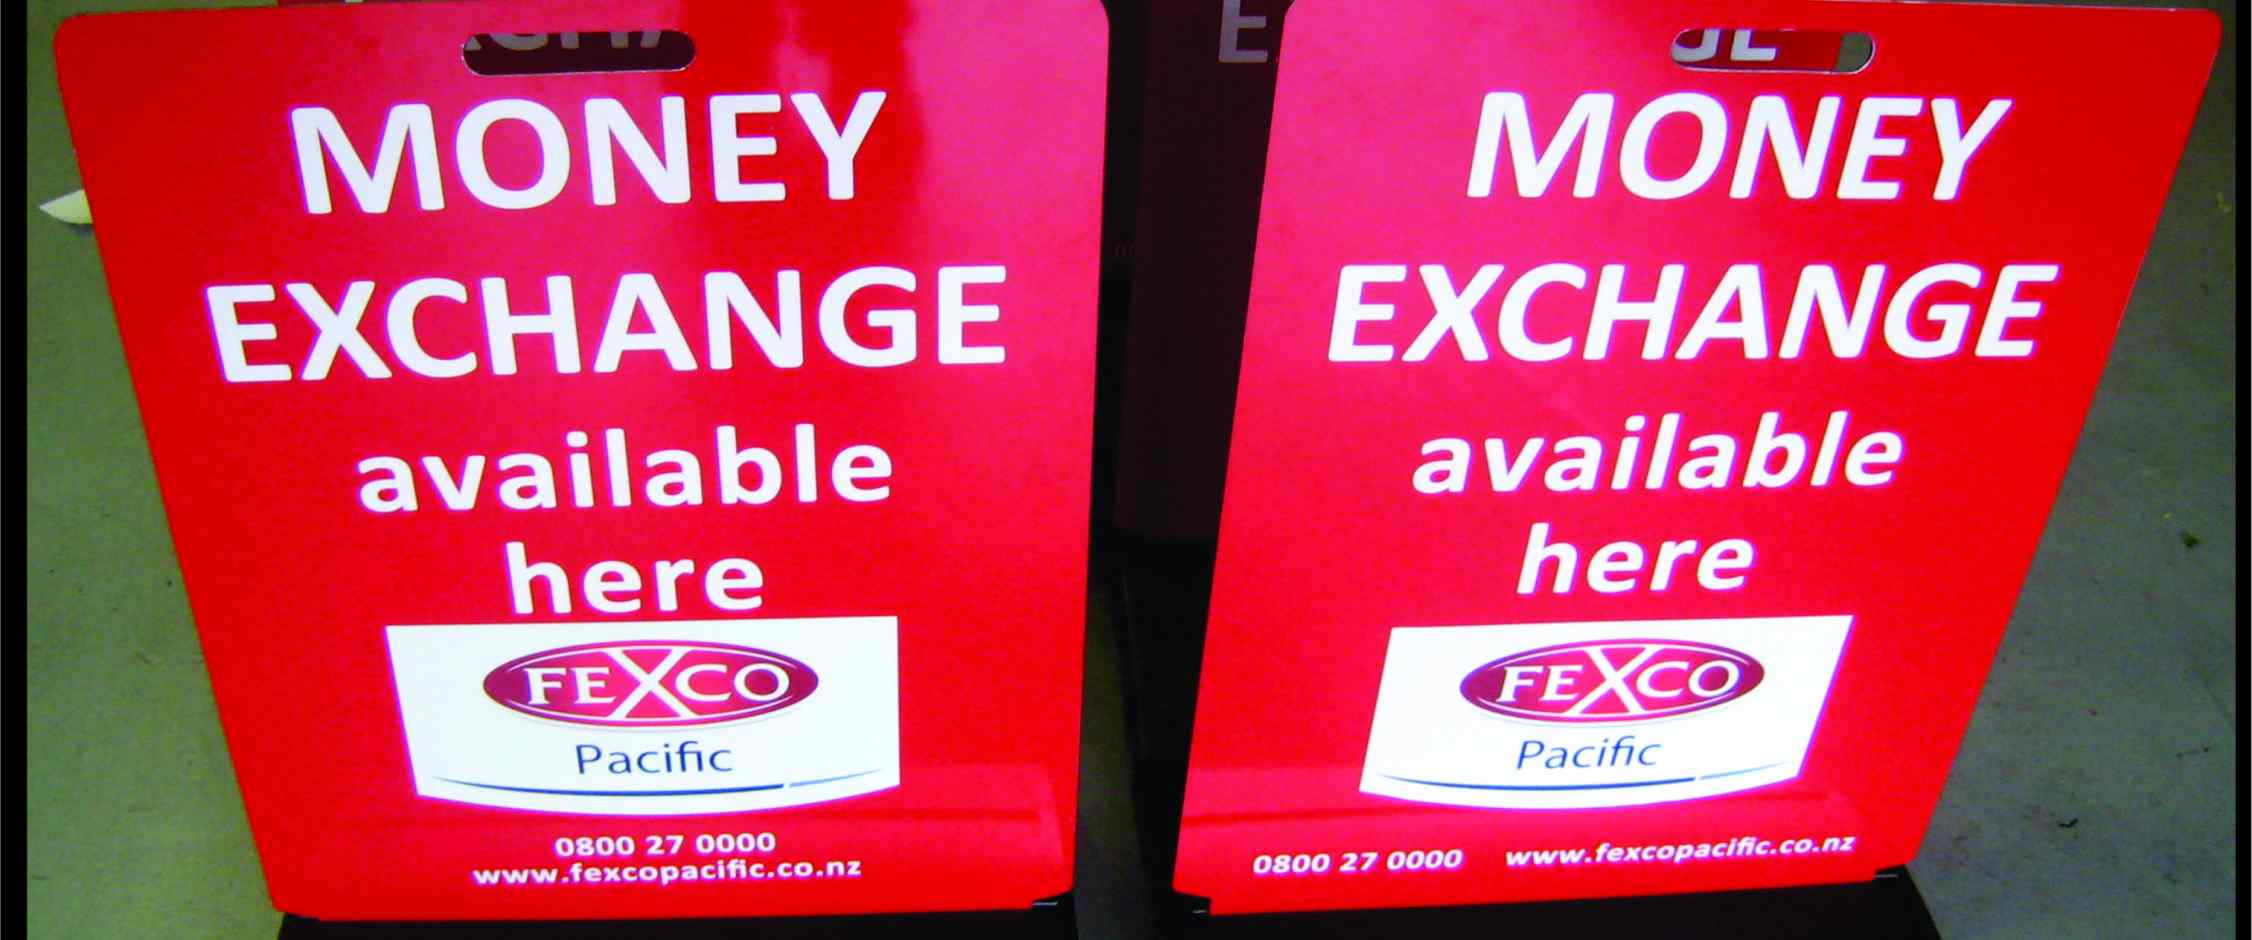 MONEY
EXCHANGE
available
here
FEXCO
Pacific
0800 27 0000
www.fexcopacific.co.nz
E
MONEY
EXCHANGE
available
here
FEXCO
Pacific
0800 27 0000 www.fexcopacific.co.nz